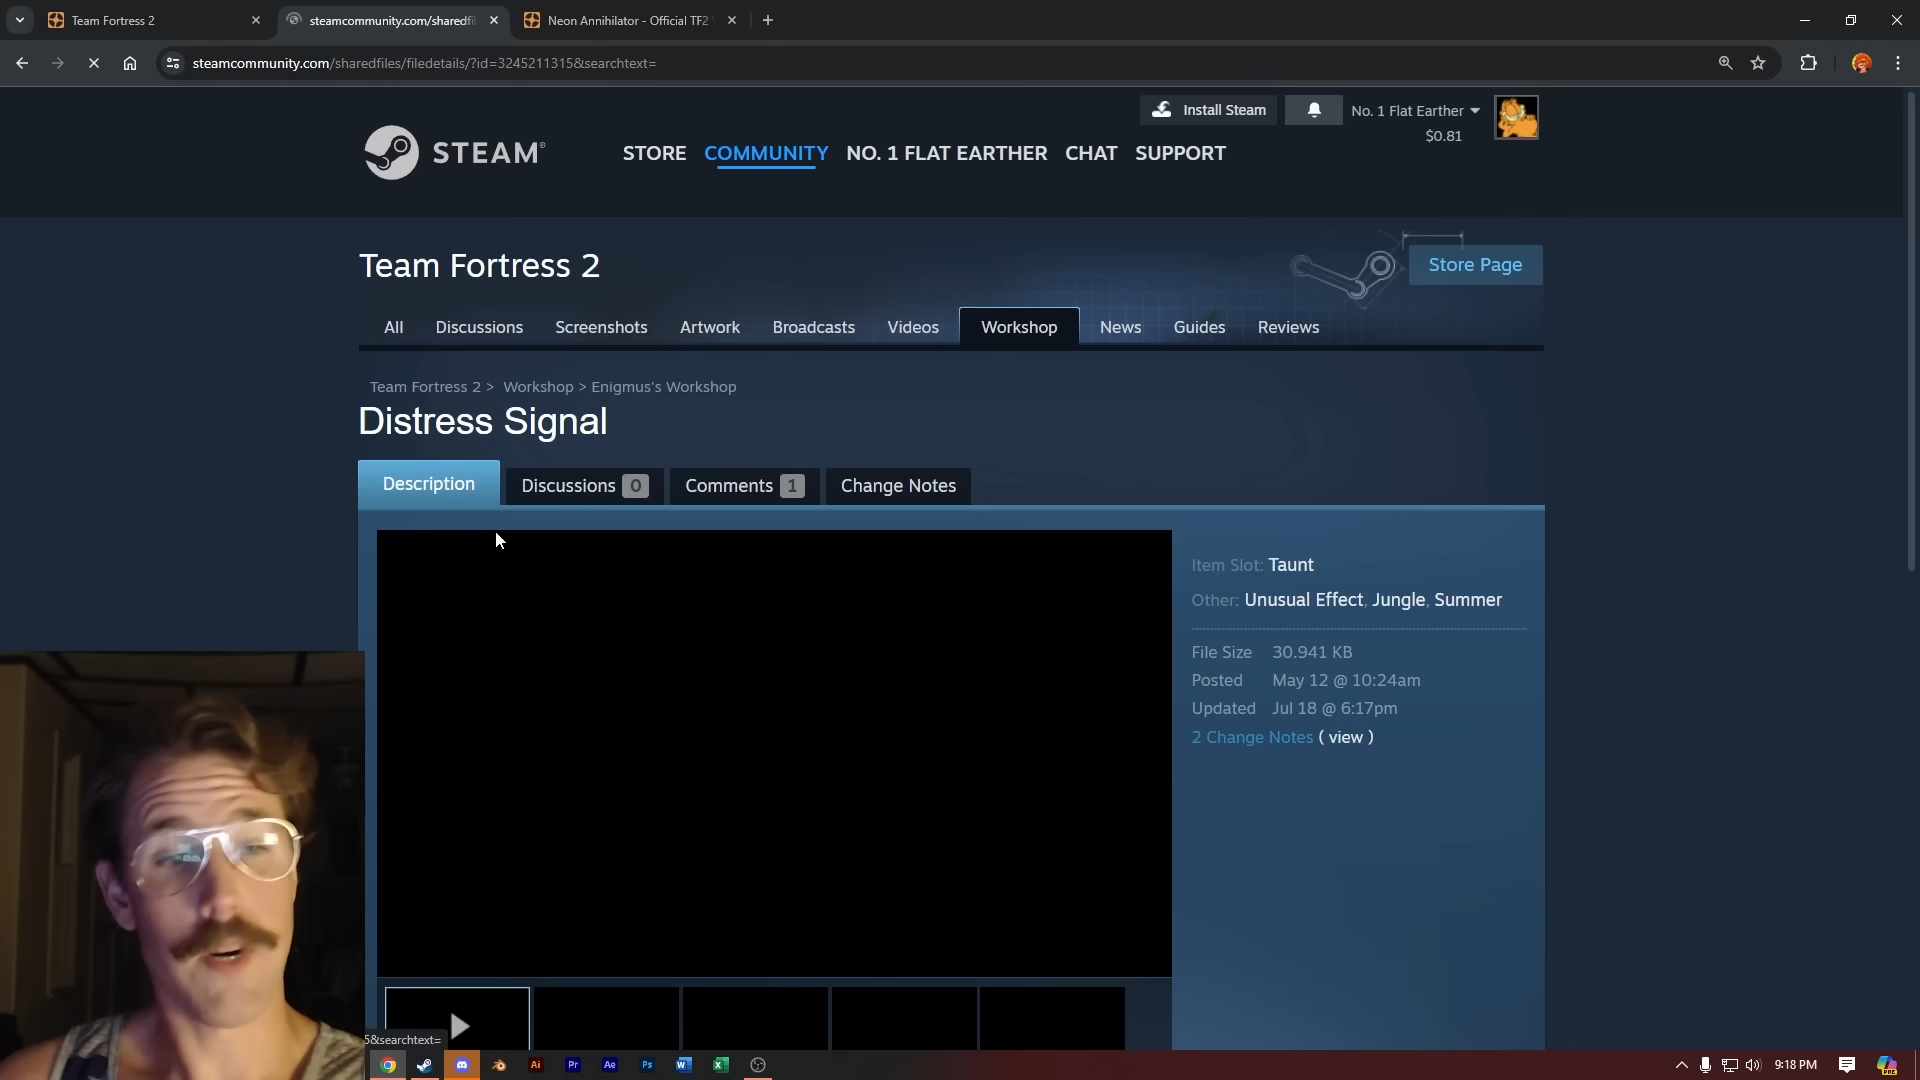 Team Fortress 2
steamcommunity.com/sharedfi
Neon Annihilator - Official TF2
steamcommunity.com/sharedfiles/filedetails/?id=3245211315&searchtext=
Install Steam
No. 1 Flat Earther
$0.81
STEAM®
STORE COMMUNITY NO. 1 FLAT EARTHER CHAT SUPPORT
Team Fortress 2
Store Page
All Discussions Screenshots Artwork Broadcasts Videos Workshop News Guides Reviews
Team Fortress 2 > Workshop > Enigmus's Workshop
Distress Signal
Description Discussions 0 Comments 1 Change Notes
Item Slot: Taunt
Other: Unusual Effect, Jungle, Summer
File Size 30.941 KB
Posted May 12 @ 10:24am
Updated Jul 18 @ 6:17pm
2 Change Notes ( view )
5&searchtext=
Ai Pr Ae Ps W X
9:18 PM
PRE